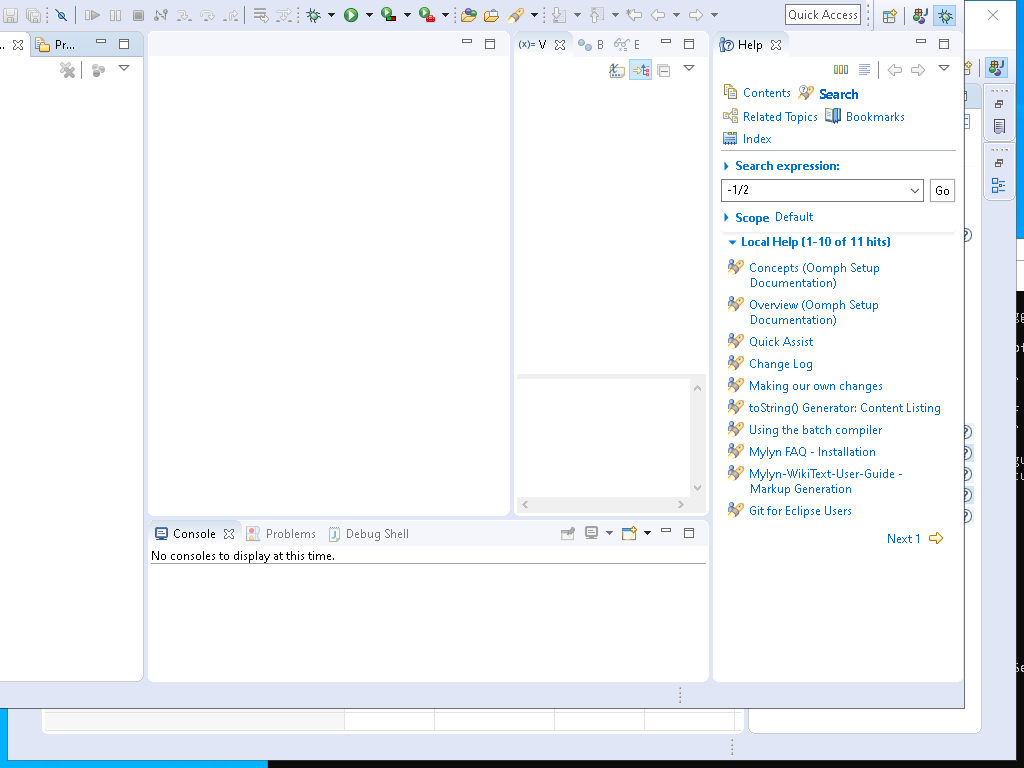 Quick Access
Pr...
(x)= V
B
E
Help
Contents
Search
Related Topics
Bookmarks
Index
Search expression:
-1/2
Go
Scope Default
Local Help (1-10 of 11 hits)
Concepts (Oomph Setup
Documentation)
Overview (Oomph Setup
Documentation)
Quick Assist
Change Log
Making our own changes
toString() Generator: Content Listing
Using the batch compiler
Mylyn FAQ - Installation
Mylyn-WikiText-User-Guide -
Markup Generation
Git for Eclipse Users
Next 1
Console
Problems
Debug Shell
No consoles to display at this time.